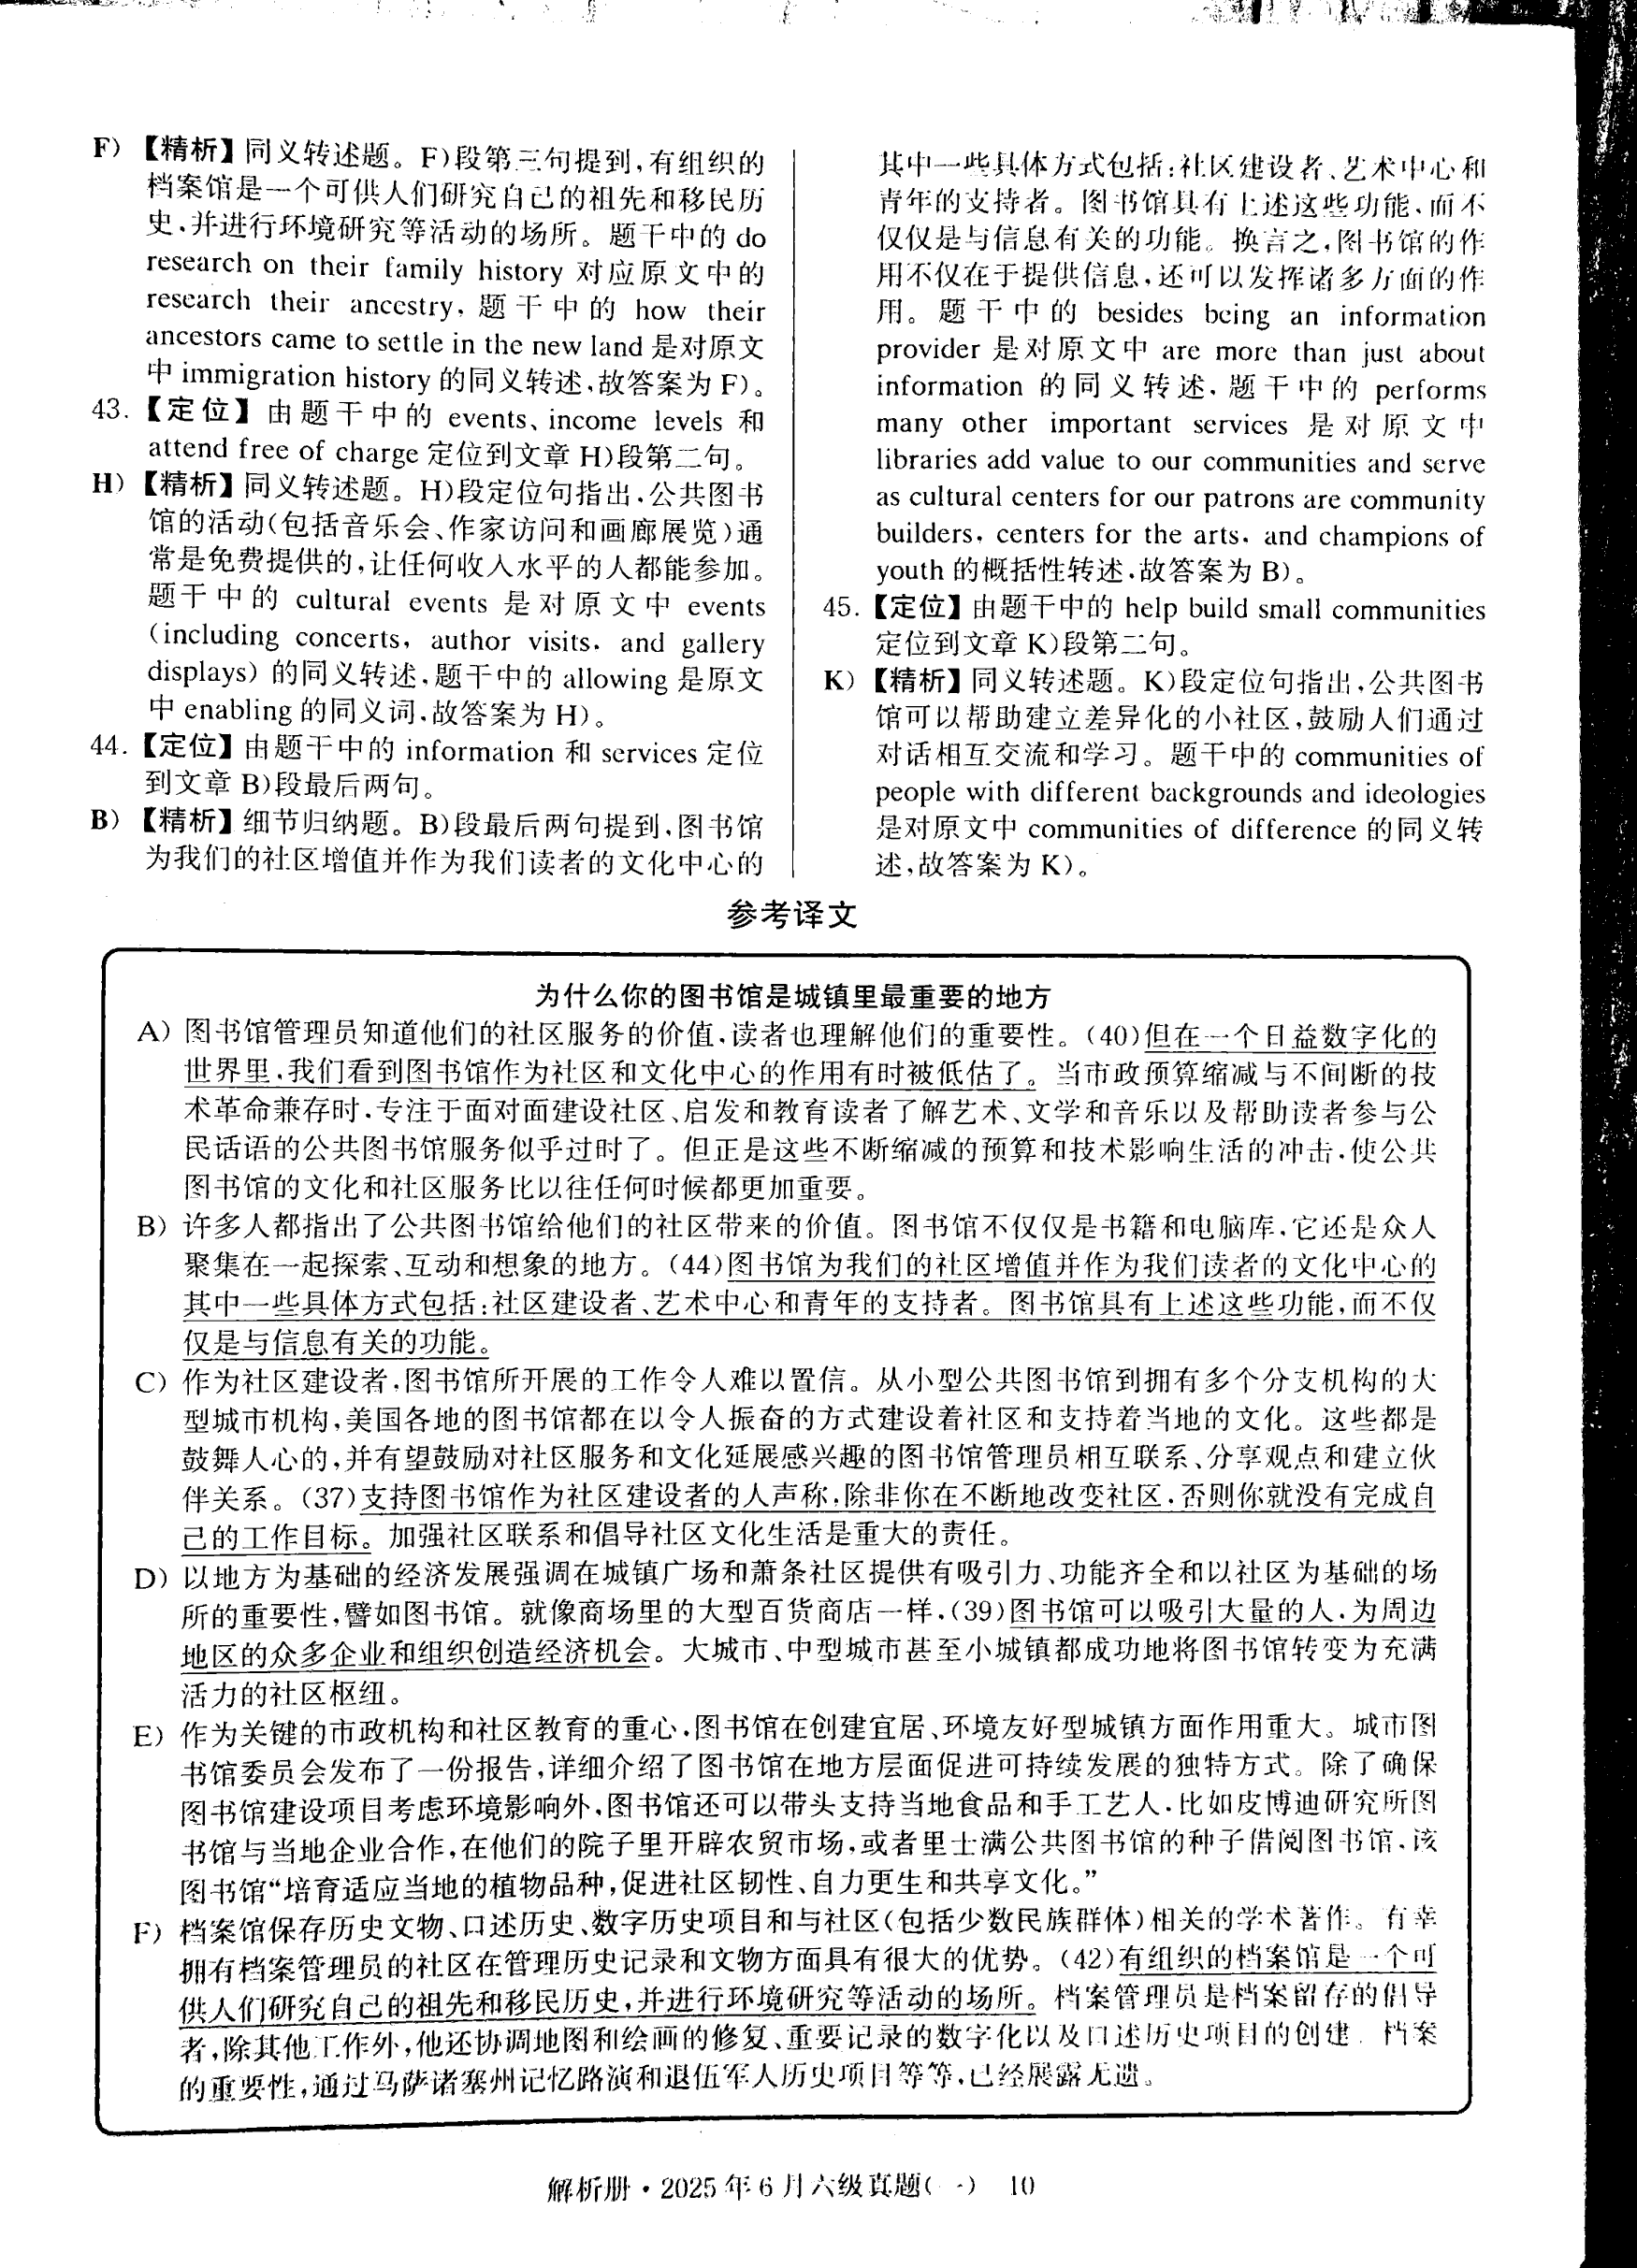 F) 【精析】同义转述题。F)段第三句提到,有组织的
档案馆是一个可供人们研究自己的祖先和移民历
史,并进行环境研究等活动的场所。题干中的 do
research on their family history 对应原文中的
research their ancestry, 题干中的 how their
ancestors came to settle in the new land 是对原文
中 immigration history 的同义转述,故答案为 F)。
43. 【定位】由题干中的 events、income levels 和
attend free of charge 定位到文章 H)段第二句。
H) 【精析】同义转述题。H)段定位句指出,公共图书
馆的活动(包括音乐会、作家访问和画廊展览)通
常是免费提供的,让任何收入水平的人都能参加。
题干中的 cultural events 是对原文中 events
(including concerts, author visits, and gallery
displays) 的同义转述,题干中的 allowing 是原文
中 enabling 的同义词,故答案为 H)。
44. 【定位】由题干中的 information 和 services 定位
到文章 B)段最后两句。
B) 【精析】细节归纳题。B)段最后两句提到,图书馆
为我们的社区增值并作为我们读者的文化中心的
其中一些具体方式包括:社区建设者、艺术中心和
青年的支持者。图书馆具有上述这些功能,而不
仅仅是与信息有关的功能。换言之,图书馆的作
用不仅在于提供信息,还可以发挥诸多方面的作
用。题干中的 besides being an information
provider 是对原文中 are more than just about
information 的同义转述,题干中的 performs
many other important services 是对原文中
libraries add value to our communities and serve
as cultural centers for our patrons are community
builders, centers for the arts, and champions of
youth 的概括性转述,故答案为 B)。
45. 【定位】由题干中的 help build small communities
定位到文章 K)段第二句。
K) 【精析】同义转述题。K)段定位句指出,公共图书
馆可以帮助建立差异化的小社区,鼓励人们通过
对话相互交流和学习。题干中的 communities of
people with different backgrounds and ideologies
是对原文中 communities of difference 的同义转
述,故答案为 K)。
参考译文
为什么你的图书馆是城镇里最重要的地方
A) 图书馆管理员知道他们的社区服务的价值,读者也理解他们的重要性。(40)但在一个日益数字化的
世界里,我们看到图书馆作为社区和文化中心的作用有时被低估了。当市政预算缩减与不间断的技
术革命兼存时,专注于面对面建设社区、启发和教育读者了解艺术、文学和音乐以及帮助读者参与公
民话语的公共图书馆服务似乎过时了。但正是这些不断缩减的预算和技术影响生活的冲击,使公共
图书馆的文化和社区服务比以往任何时候都更加重要。
B) 许多人都指出了公共图书馆给他们的社区带来的价值。图书馆不仅仅是书籍和电脑库,它还是众人
聚集在一起探索、互动和想象的地方。(44)图书馆为我们的社区增值并作为我们读者的文化中心的
其中一些具体方式包括:社区建设者、艺术中心和青年的支持者。图书馆具有上述这些功能,而不仅
仅是与信息有关的功能。
C) 作为社区建设者,图书馆所开展的工作令人难以置信。从小型公共图书馆到拥有多个分支机构的大
型城市机构,美国各地的图书馆都在以令人振奋的方式建设着社区和支持着当地的文化。这些都是
鼓舞人心的,并有望鼓励对社区服务和文化延展感兴趣的图书馆管理员相互联系、分享观点和建立伙
伴关系。(37)支持图书馆作为社区建设者的人声称,除非你在不断地改变社区,否则你就没有完成自
己的工作目标。加强社区联系和倡导社区文化生活是重大的责任。
D) 以地方为基础的经济发展强调在城镇广场和萧条社区提供有吸引力、功能齐全和以社区为基础的场
所的重要性,譬如图书馆。就像商场里的大型百货商店一样,(39)图书馆可以吸引大量的人,为周边
地区的众多企业和组织创造经济机会。大城市、中型城市甚至小城镇都成功地将图书馆转变为充满
活力的社区枢纽。
E) 作为关键的市政机构和社区教育的重心,图书馆在创建宜居、环境友好型城镇方面作用重大。城市图
书馆委员会发布了一份报告,详细介绍了图书馆在地方层面促进可持续发展的独特方式。除了确保
图书馆建设项目考虑环境影响外,图书馆还可以带头支持当地食品和手工艺人,比如皮博迪研究所图
书馆与当地企业合作,在他们的院子里开辟农贸市场,或者里士满公共图书馆的种子借阅图书馆,该
图书馆“培育适应当地的植物品种,促进社区韧性、自力更生和共享文化。”
F) 档案馆保存历史文物、口述历史、数字历史项目和与社区(包括少数民族群体)相关的学术著作。有幸
拥有档案管理员的社区在管理历史记录和文物方面具有很大的优势。(42)有组织的档案馆是一个可
供人们研究自己的祖先和移民历史,并进行环境研究等活动的场所。档案管理员是档案留存的倡导
者,除其他工作外,他还协调地图和绘画的修复、重要记录的数字化以及口述历史项目的创建。档案
的重要性,通过马萨诸塞州记忆路演和退伍军人历史项目等等,已经展露无遗。
解析册·2025年6月六级真题(一) 10